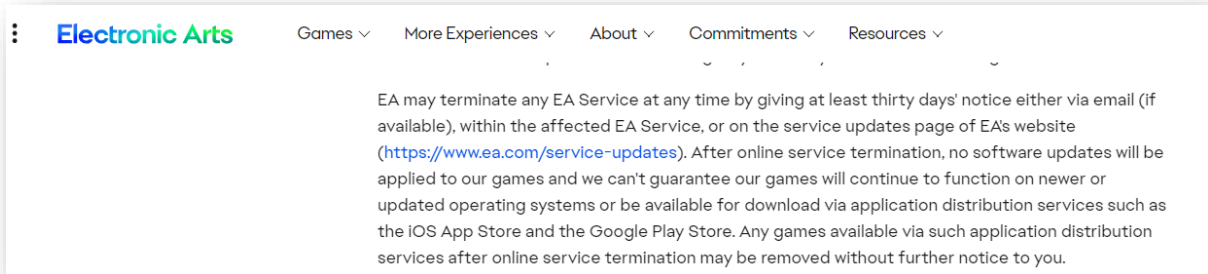 Electronic Arts Games More Experiences About Commitments Resources
EA may terminate any EA Service at any time by giving at least thirty days' notice either via email (if
available), within the affected EA Service, or on the service updates page of EA's website
(https://www.ea.com/service-updates). After online service termination, no software updates will be
applied to our games and we can't guarantee our games will continue to function on newer or
updated operating systems or be available for download via application distribution services such as
the iOS App Store and the Google Play Store. Any games available via such application distribution
services after online service termination may be removed without further notice to you.